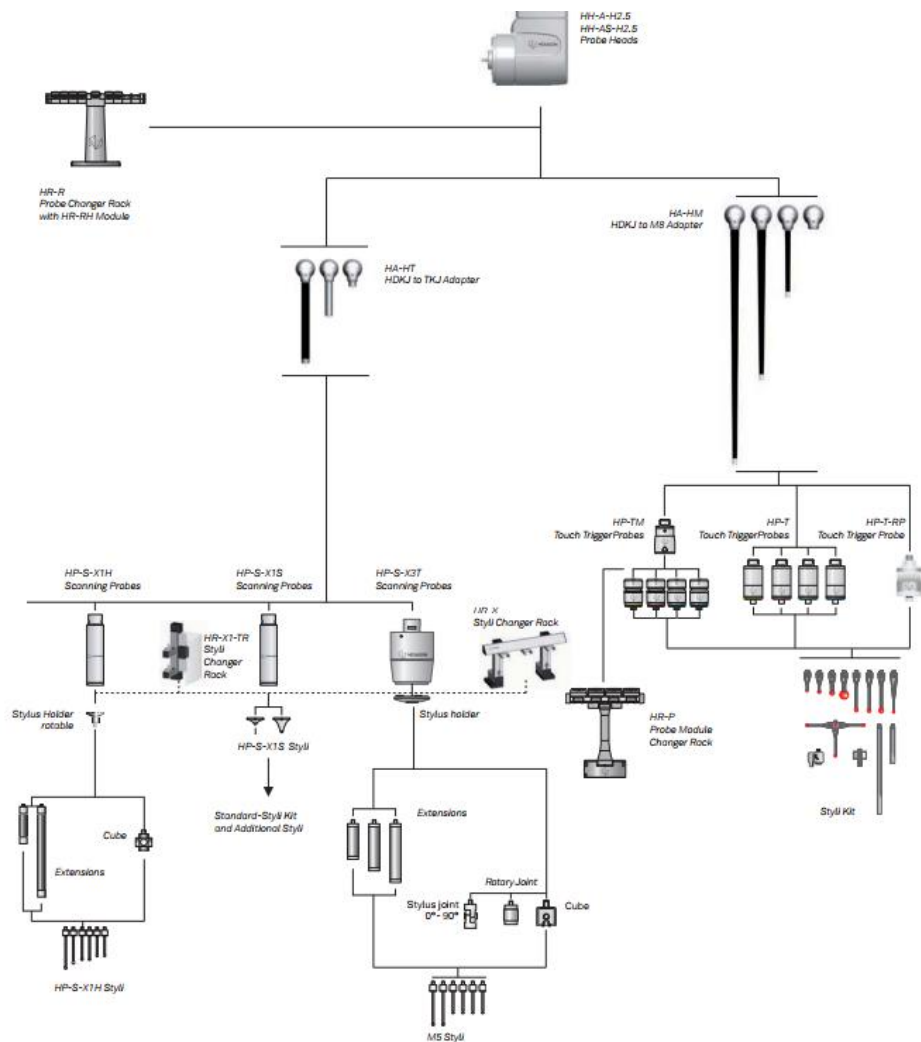 HH-A-H2.5
HH-AS-H2.5
Probe Heads
HEXAGON
HR-R
Probe Changer Rack
with HR-RH Module
HA-HM
HDKJ to M8 Adapter
HA-HT
HDKJ to TKJ Adapter
HP-TM
Touch TriggerProbes
HP-T
Touch TriggerProbes
HP-T-RP
Touch Trigger Probe
HP-S-X1H
Scanning Probes
HP-S-X1S
Scanning Probes
HP-S-X3T
Scanning Probes
HR-X1-TR
Styli
Changer
Rack
HR-X
Styli Changer Rack
HEXAGON
Stylus Holder
rotable
HP-S-X1S Styli
Stylus holder
HR-P
Probe Module
Changer Rack
Styli Kit
Standard-Styli Kit
and Additional Styli
Cube
Extensions
Extensions
Rotary Joint
Stylus joint
0° - 90°
Cube
HP-S-X1H Styli
M5 Styli